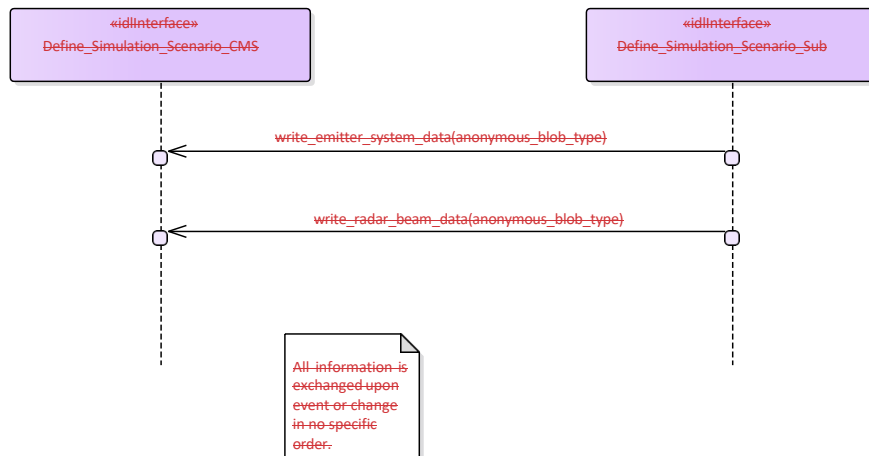 «idlInterface»
Define_Simulation_Scenario_CMS
«idlInterface»
Define_Simulation_Scenario_Sub
write_emitter_system_data(anonymous_blob_type)
write_radar_beam_data(anonymous_blob_type)
All information is
exchanged upon
event or change
in no specific
order.